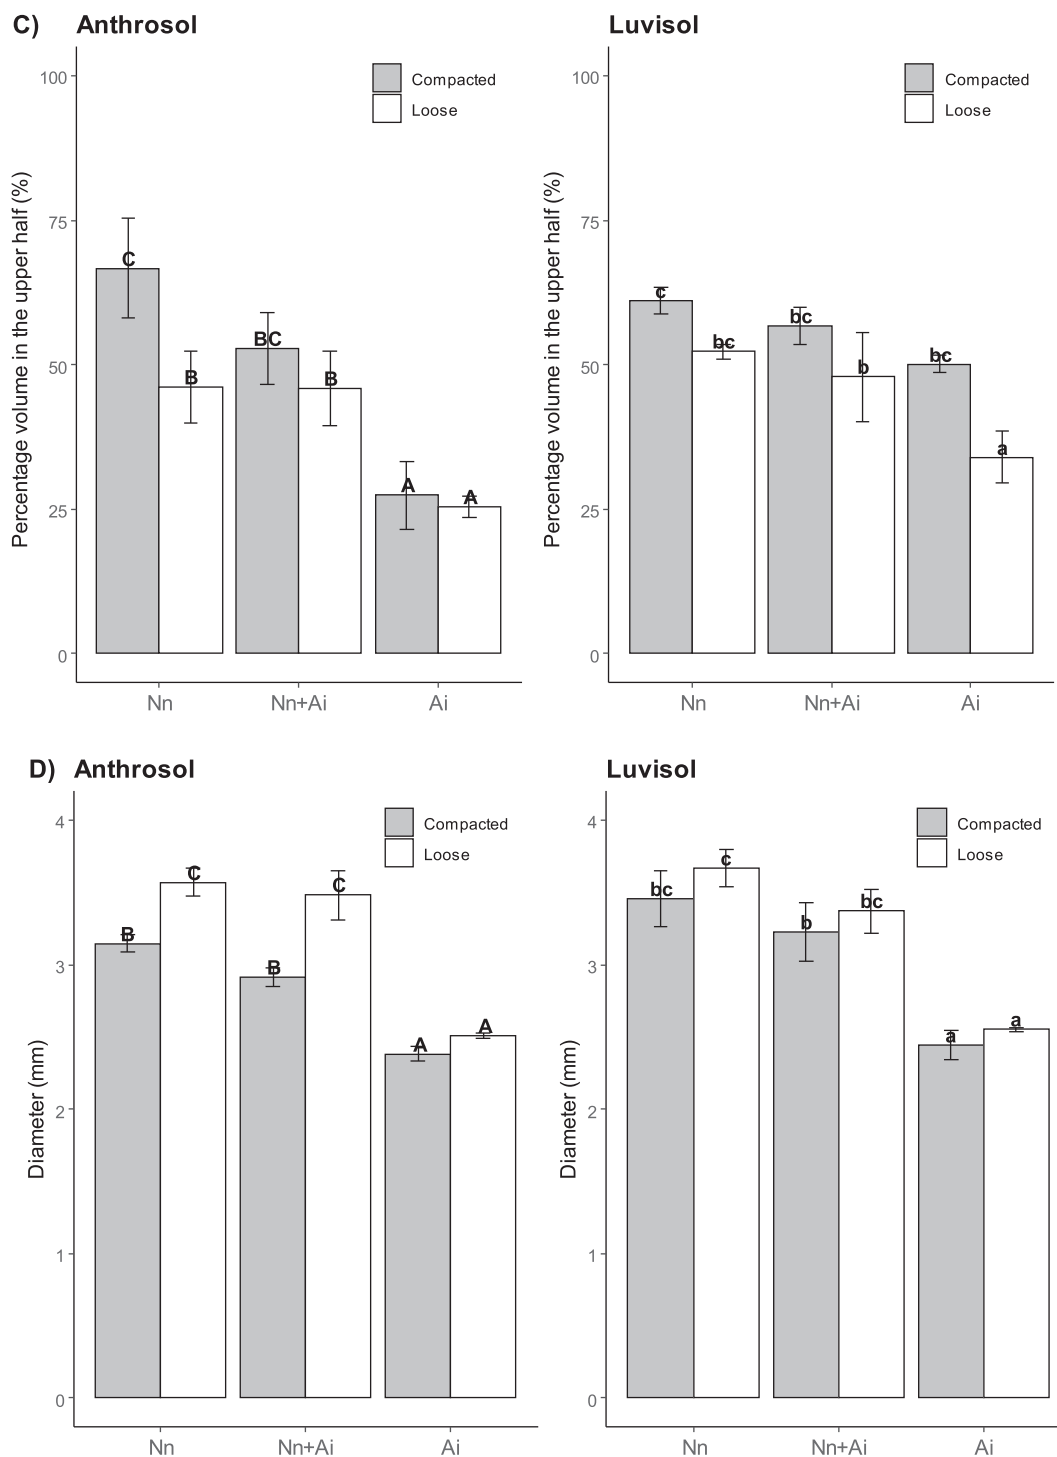 C) Anthrosol
Luvisol
Compacted
Loose
Compacted
Loose
Percentage volume in the upper half (%)
100
75
50
25
0
C
B
BC
B
A
A
Nn
Nn+Ai
Ai
Percentage volume in the upper half (%)
100
75
50
25
0
c
bc
bc
b
bc
a
Nn
Nn+Ai
Ai
D) Anthrosol
Luvisol
Compacted
Loose
Compacted
Loose
Diameter (mm)
4
3
2
1
0
B
C
B
C
A
A
Nn
Nn+Ai
Ai
Diameter (mm)
4
3
2
1
0
bc
c
b
bc
a
a
Nn
Nn+Ai
Ai